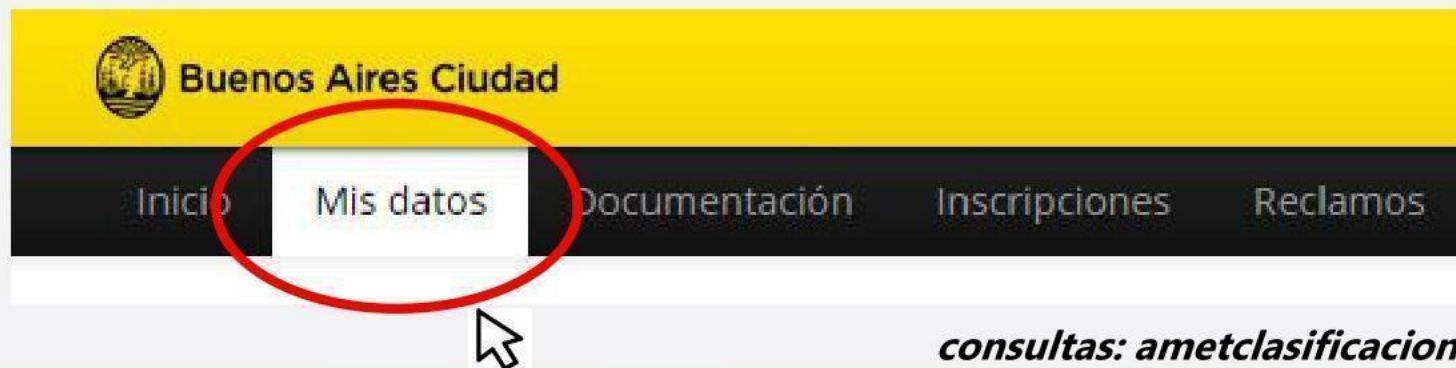 Buenos Aires Ciudad
Inicio Mis datos Documentación Inscripciones Reclamos
consultas: ametclasificacion